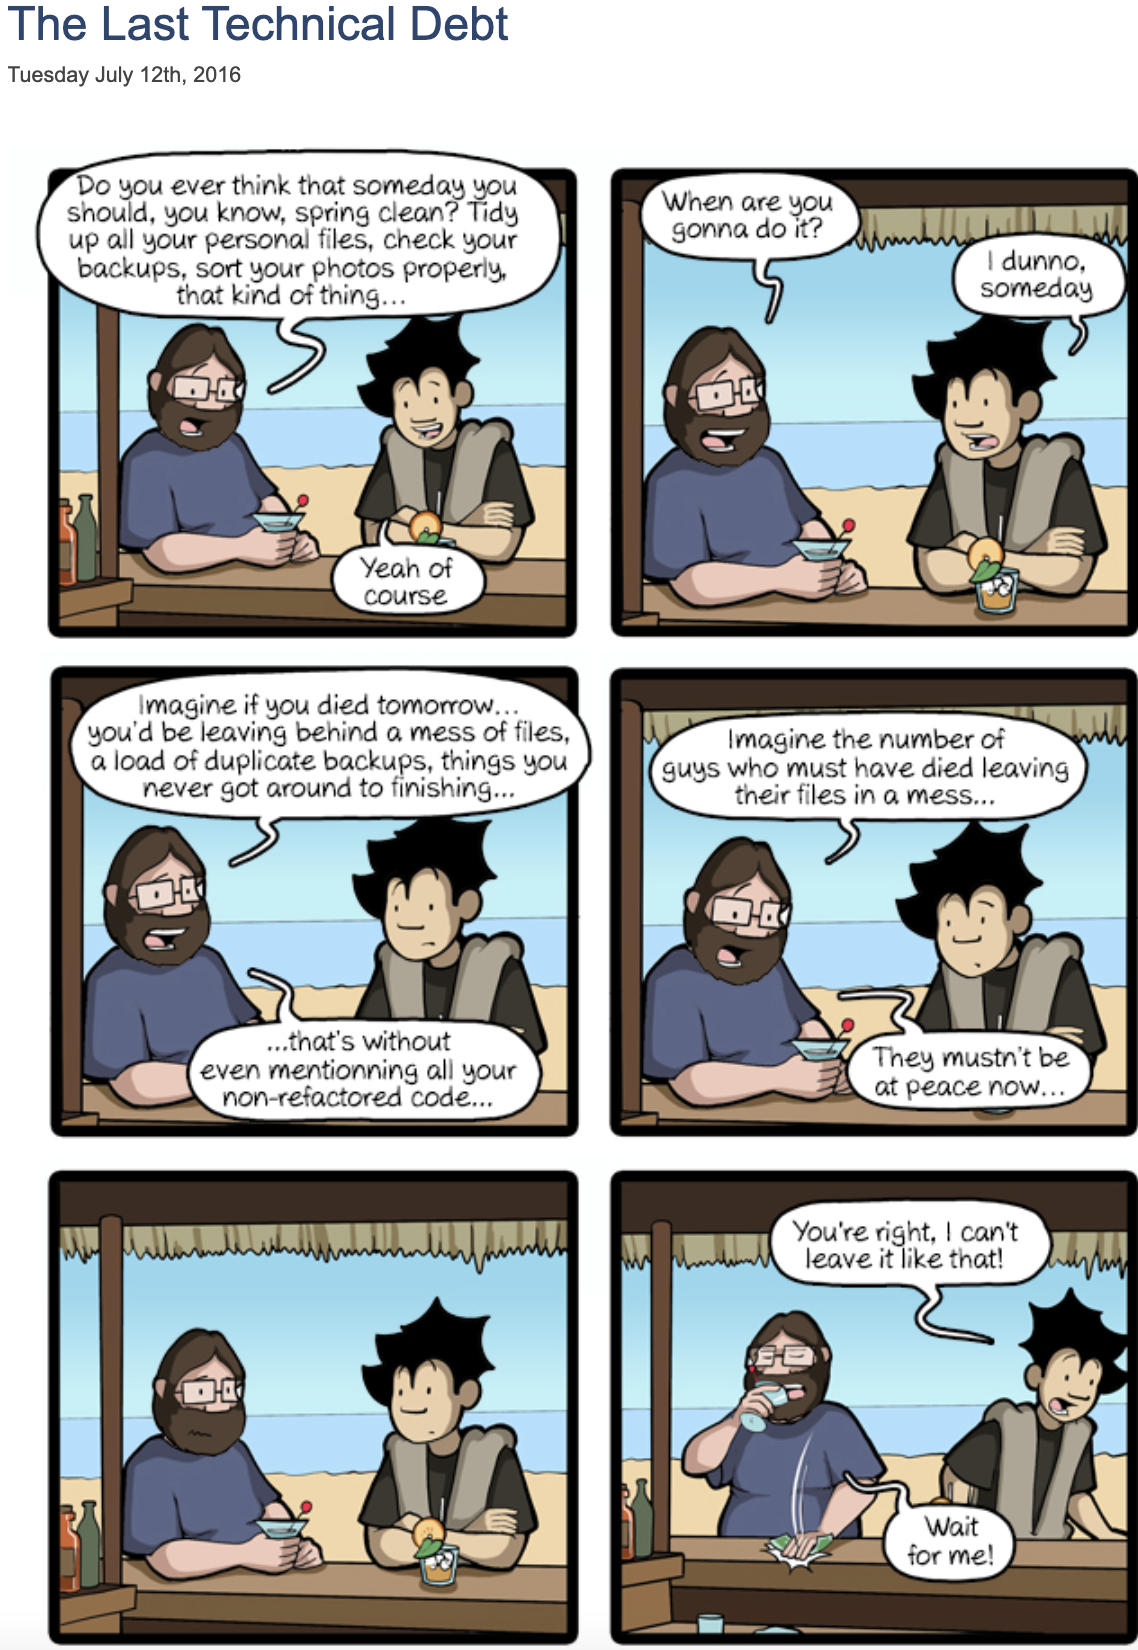 The Last Technical Debt
Tuesday July 12th, 2016
Do you ever think that someday you
should, you know, spring clean? Tidy
up all your personal files, check your
backups, sort your photos properly,
that kind of thing...
Yeah of
course
When are you
gonna do it?
I dunno,
someday
Imagine if you died tomorrow...
you'd be leaving behind a mess of files,
a load of duplicate backups, things you
never got around to finishing...
...that's without
even mentionning all your
non-refactored code...
Imagine the number of
guys who must have died leaving
their files in a mess...
They mustn't be
at peace now...
You're right, I can't
leave it like that!
Wait
for me!